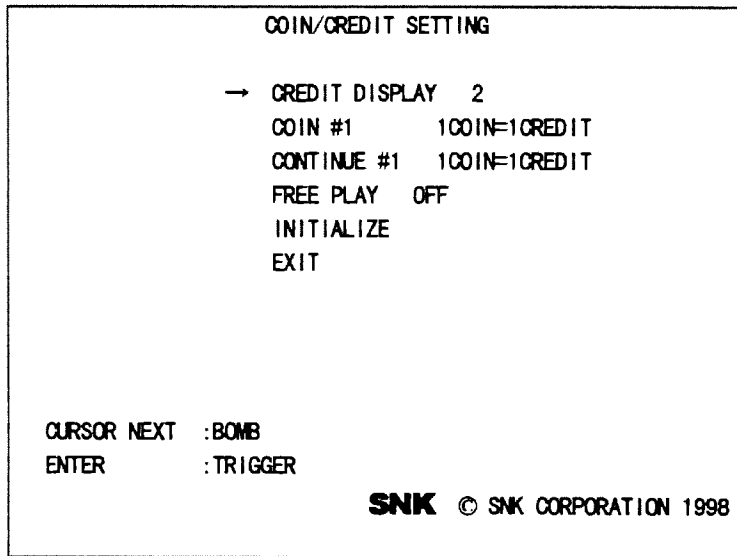 COIN/CREDIT SETTING
→ CREDIT DISPLAY 2
COIN #1 1COIN=1CREDIT
CONTINUE #1 1COIN=1CREDIT
FREE PLAY OFF
INITIALIZE
EXIT
CURSOR NEXT :BOMB
ENTER :TRIGGER
SNK © SNK CORPORATION 1998